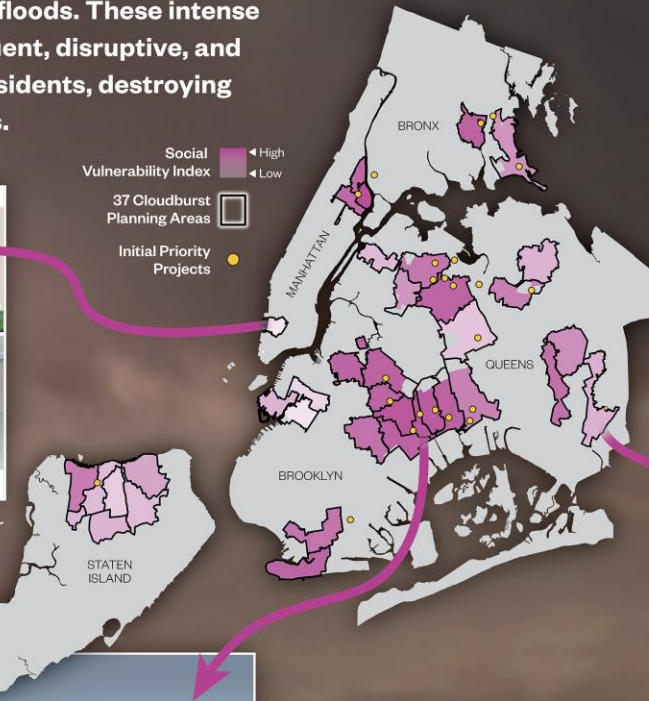 floods. These intense
uent, disruptive, and
sidents, destroying
s.
Social
Vulnerability Index
◄ High
◄ Low
37 Cloudburst
Planning Areas
Initial Priority
Projects
BRONX
MANHATTAN
QUEENS
BROOKLYN
STATEN
ISLAND